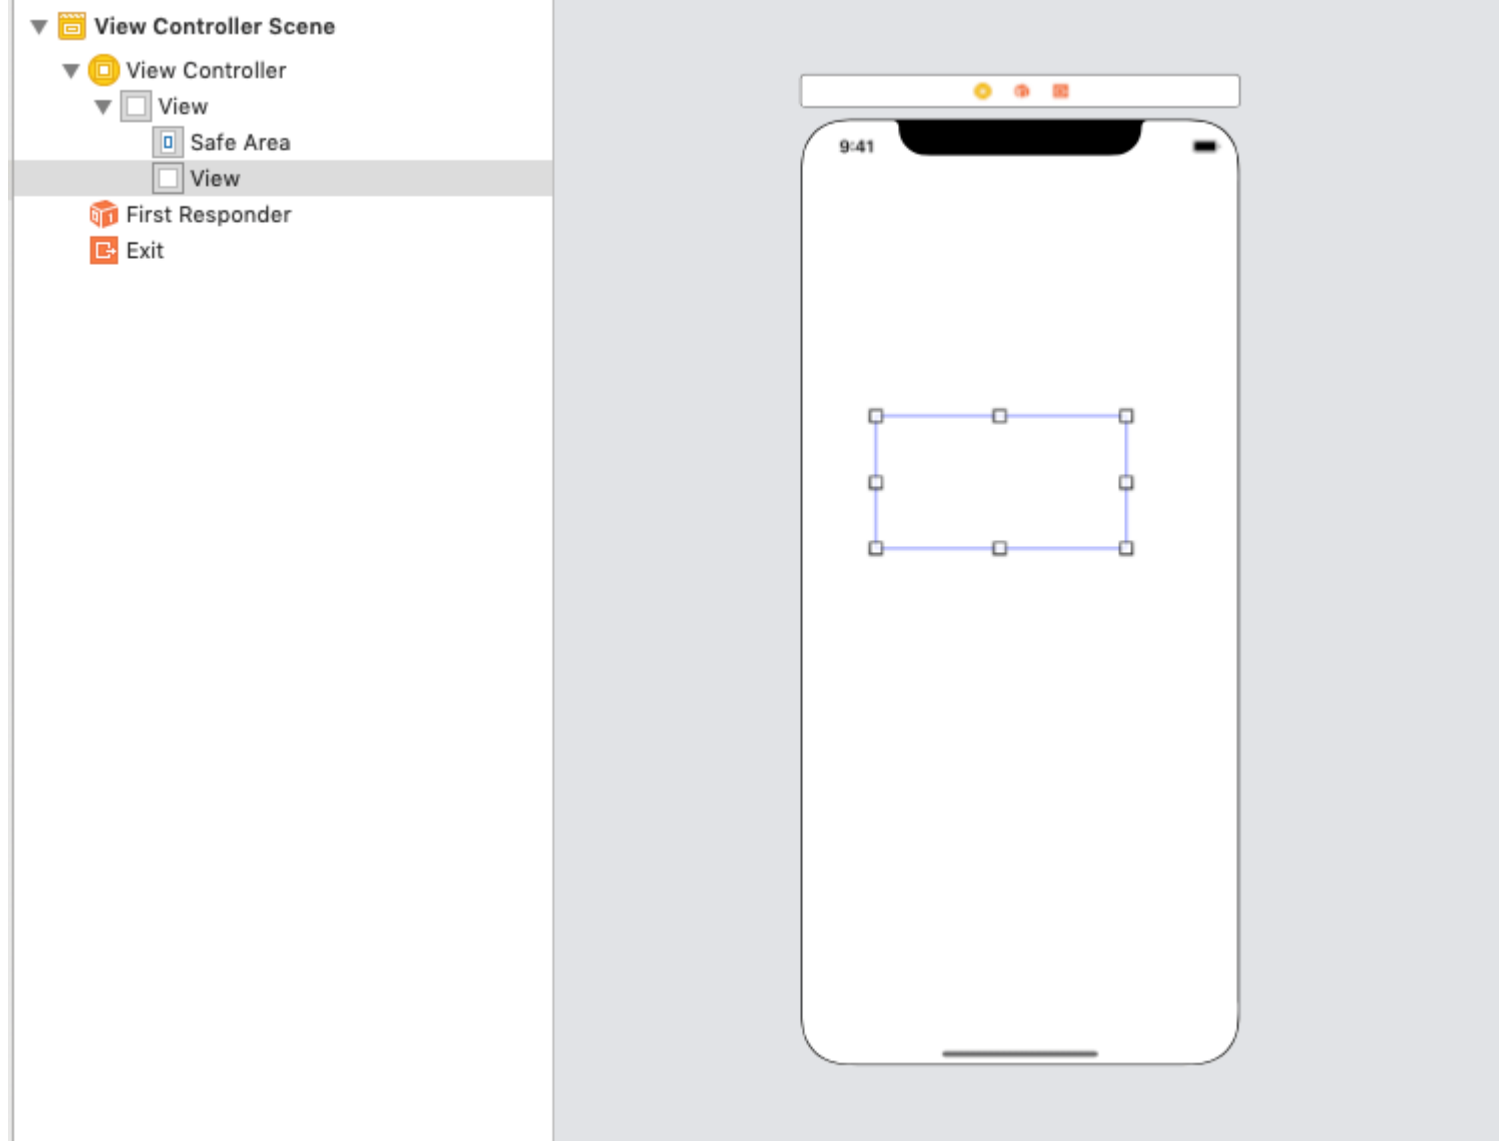 View Controller Scene
View Controller
View
Safe Area
View
First Responder
Exit
9:41